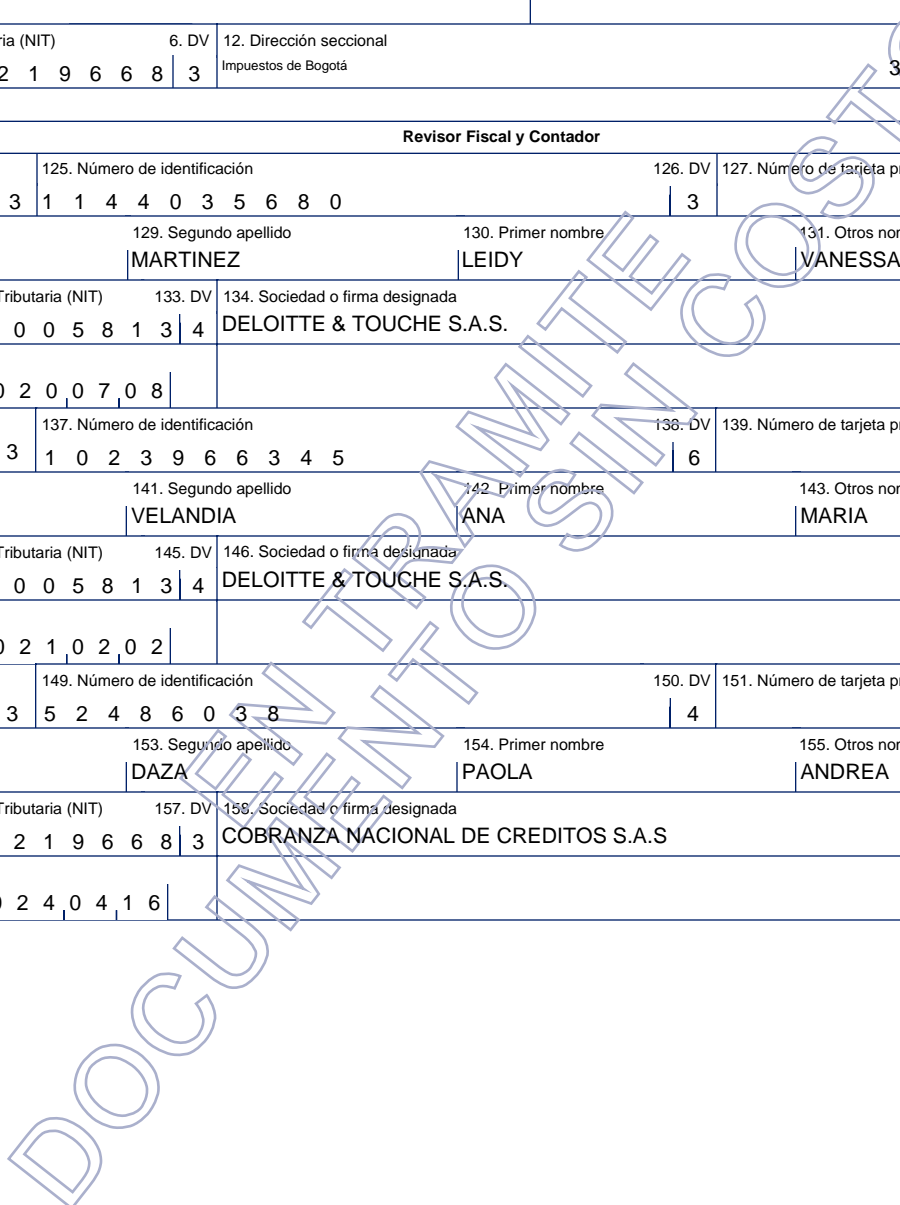 ria (NIT) 6. DV 12. Dirección seccional
2 1 9 6 6 8 3 Impuestos de Bogotá 3
Revisor Fiscal y Contador
125. Número de identificación 126. DV 127. Número de tarjeta pr
3 1 1 4 4 0 3 5 6 8 0 3
129. Segundo apellido 130. Primer nombre 131. Otros nom
MARTINEZ LEIDY VANESSA
Tributaria (NIT) 133. DV 134. Sociedad o firma designada
0 0 5 8 1 3 4 DELOITTE & TOUCHE S.A.S.
0 2 0 0 7 0 8
137. Número de identificación 138. DV 139. Número de tarjeta pr
3 1 0 2 3 9 6 6 3 4 5 6
141. Segundo apellido 142. Primer nombre 143. Otros nom
VELANDIA ANA MARIA
Tributaria (NIT) 145. DV 146. Sociedad o firma designada
0 0 5 8 1 3 4 DELOITTE & TOUCHE S.A.S.
0 2 1 0 2 0 2
149. Número de identificación 150. DV 151. Número de tarjeta pr
3 5 2 4 8 6 0 3 8 4
153. Segundo apellido 154. Primer nombre 155. Otros nom
DAZA PAOLA ANDREA
Tributaria (NIT) 157. DV 158. Sociedad o firma designada
2 1 9 6 6 8 3 COBRANZA NACIONAL DE CREDITOS S.A.S
0 2 4 0 4 1 6
EN TRAMITE
DOCUMENTO SIN COSTO